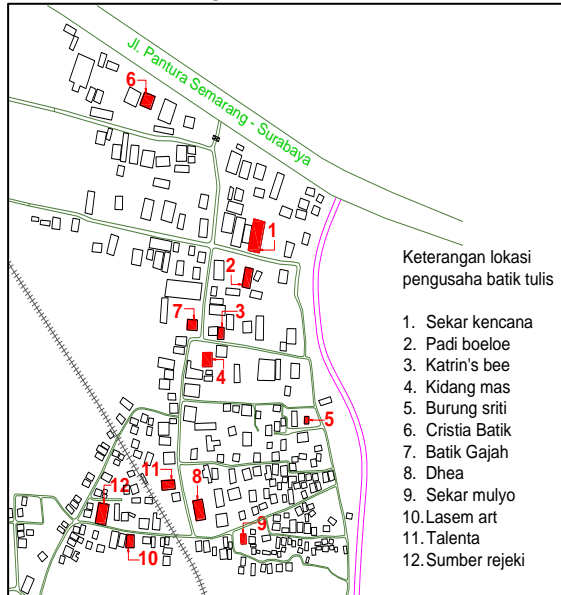 Jl. Pantura Semarang - Surabaya
6
1
2
3
7
4
5
11
8
12
9
10
Keterangan lokasi
pengusaha batik tulis
1. Sekar kencana
2. Padi boeloe
3. Katrin's bee
4. Kidang mas
5. Burung sriti
6. Cristia Batik
7. Batik Gajah
8. Dhea
9. Sekar mulyo
10. Lasem art
11. Talenta
12. Sumber rejeki